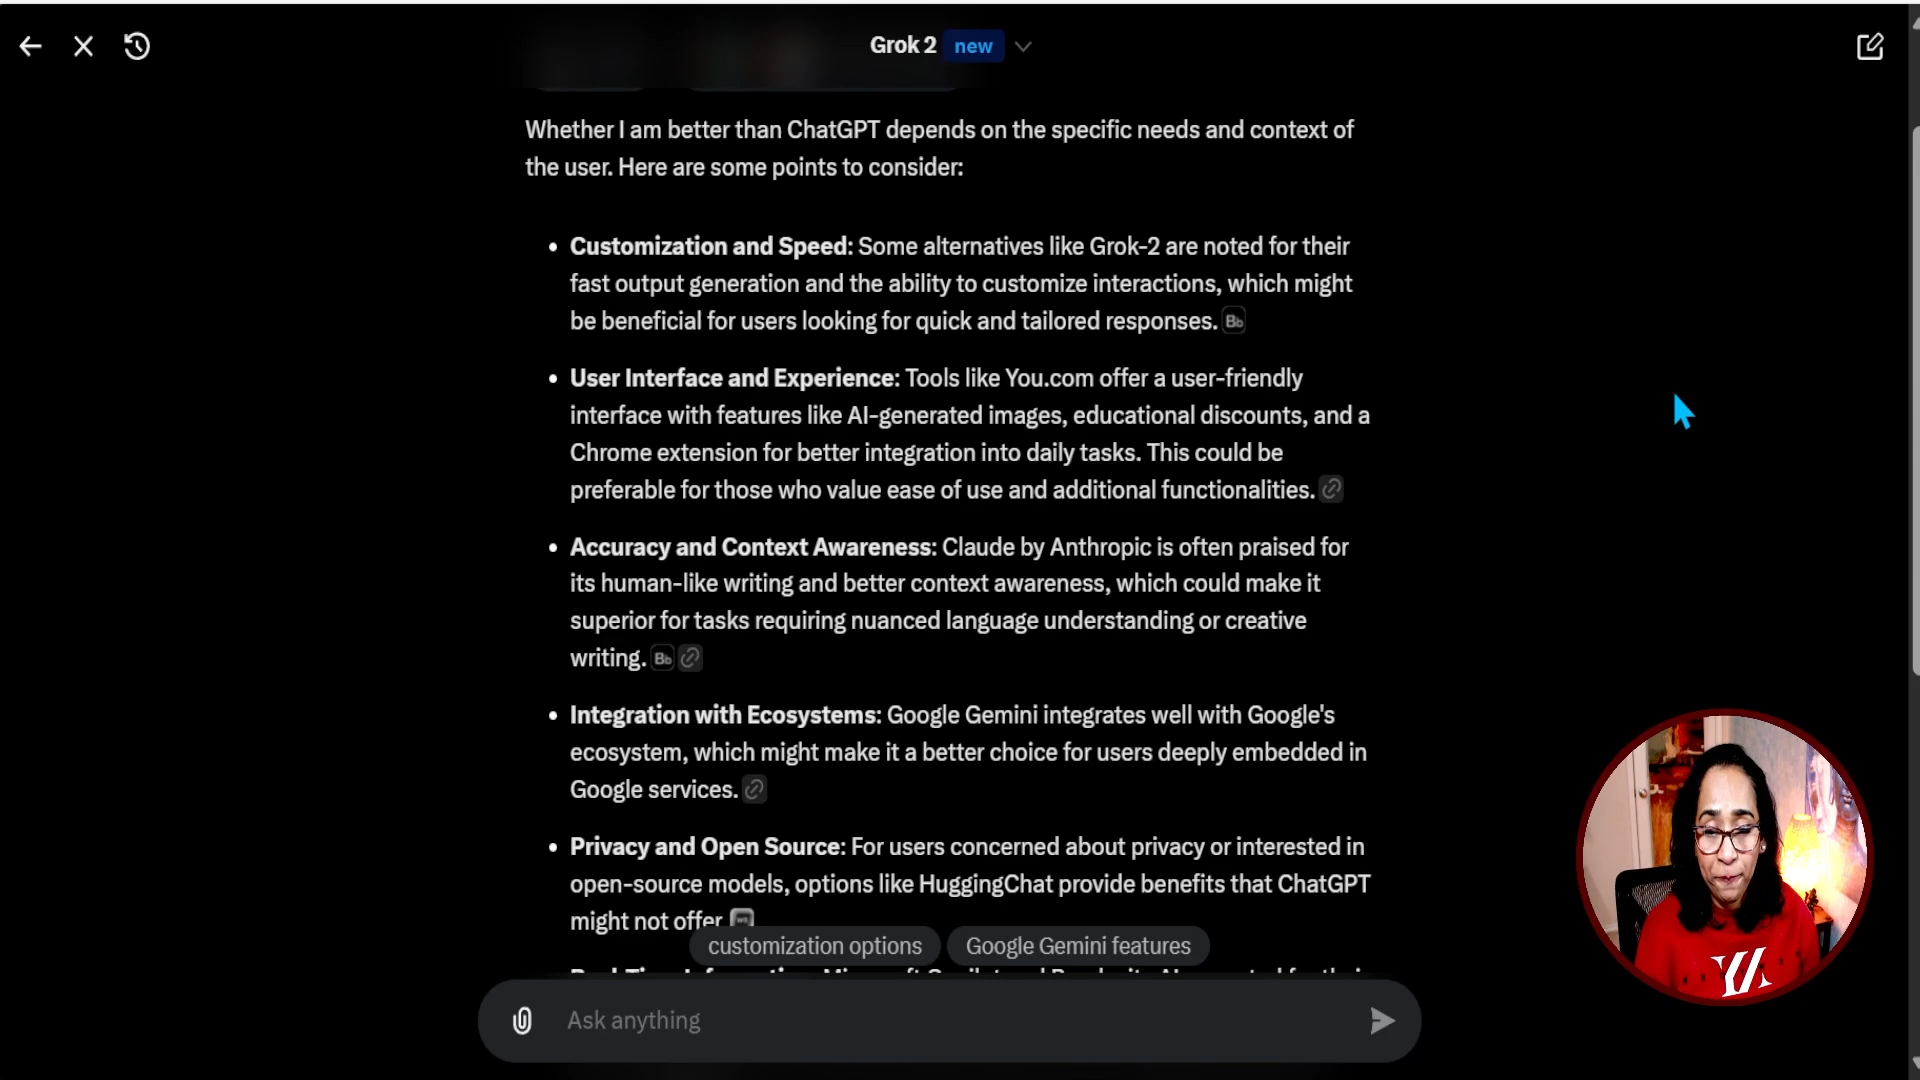 Grok 2 new
Whether I am better than ChatGPT depends on the specific needs and context of
the user. Here are some points to consider:
• Customization and Speed: Some alternatives like Grok-2 are noted for their
fast output generation and the ability to customize interactions, which might
be beneficial for users looking for quick and tailored responses.
• User Interface and Experience: Tools like You.com offer a user-friendly
interface with features like AI-generated images, educational discounts, and a
Chrome extension for better integration into daily tasks. This could be
preferable for those who value ease of use and additional functionalities.
• Accuracy and Context Awareness: Claude by Anthropic is often praised for
its human-like writing and better context awareness, which could make it
superior for tasks requiring nuanced language understanding or creative
writing.
• Integration with Ecosystems: Google Gemini integrates well with Google's
ecosystem, which might make it a better choice for users deeply embedded in
Google services.
• Privacy and Open Source: For users concerned about privacy or interested in
open-source models, options like HuggingChat provide benefits that ChatGPT
might not offer
customization options Google Gemini features
Ask anything